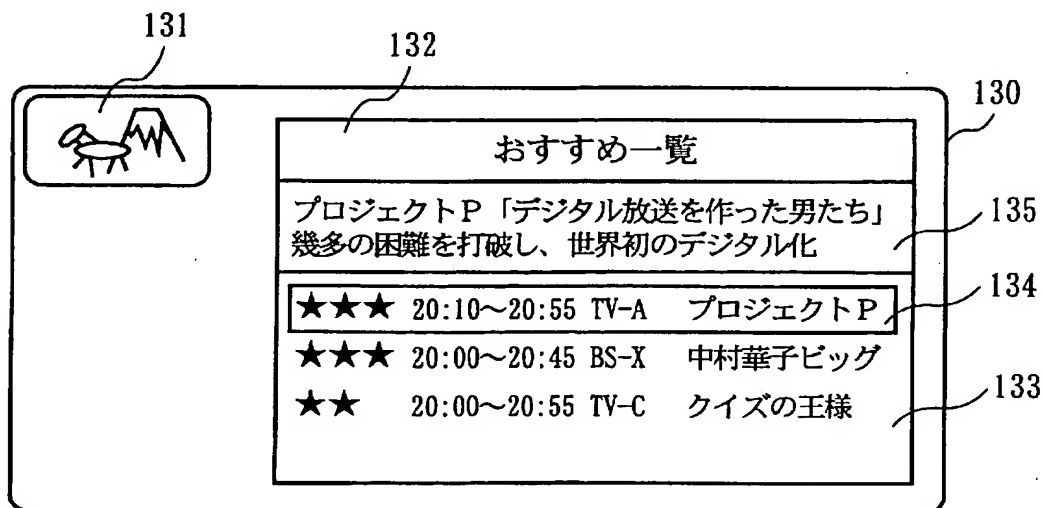 131
132
130
おすすめ一覧
プロジェクトP「デジタル放送を作った男たち」
幾多の困難を打破し、世界初のデジタル化
135
134
★★★ 20:10～20:55 TV-A プロジェクトP
★★★ 20:00～20:45 BS-X 中村華子ビッグ
133
★★ 20:00～20:55 TV-C クイズの王様